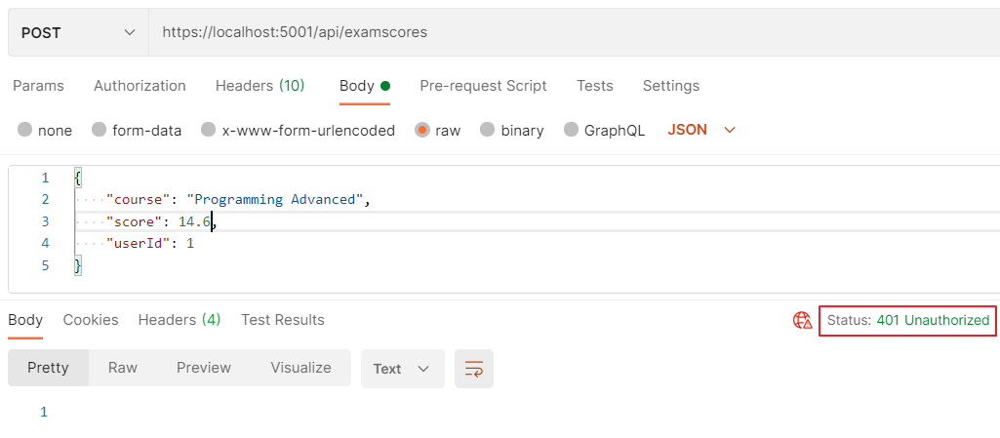 POST https://localhost:5001/api/examscores
Params Authorization Headers (10) Body Pre-request Script Tests Settings
none form-data x-www-form-urlencoded raw binary GraphQL JSON
1 {
2 "course": "Programming Advanced",
3 "score": 14.6,
4 "userId": 1
5 }
Body Cookies Headers (4) Test Results Status: 401 Unauthorized
Pretty Raw Preview Visualize Text
1